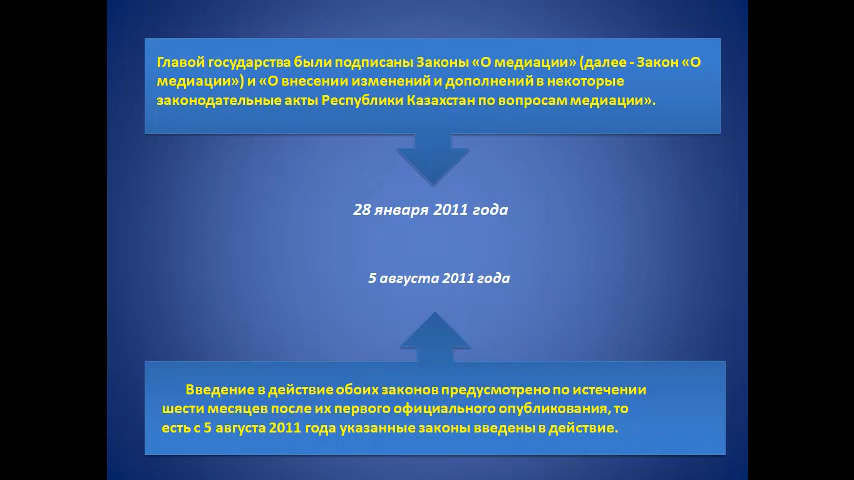 Главой государства были подписаны Законы «О медиации» (далее - Закон «О
медиации») и «О внесении изменений и дополнений в некоторые
законодательные акты Республики Казахстан по вопросам медиации».
28 января 2011 года
5 августа 2011 года
Введение в действие обоих законов предусмотрено по истечении
шести месяцев после их первого официального опубликования, то
есть с 5 августа 2011 года указанные законы введены в действие.